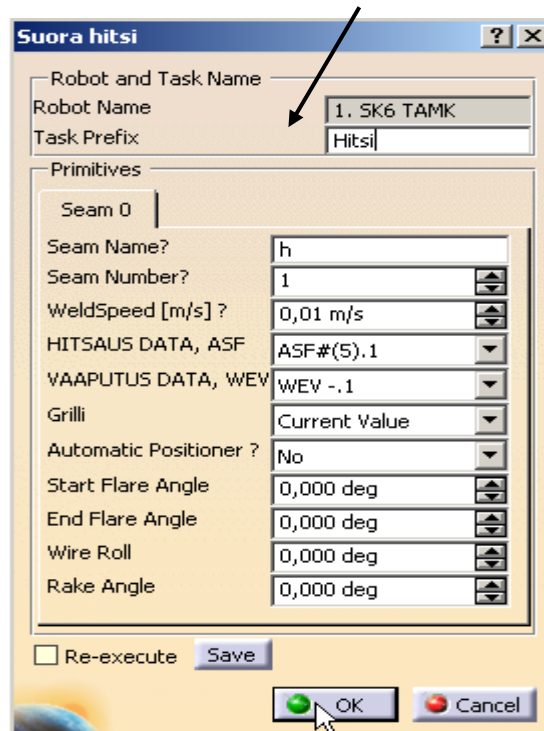 Suora hitsi
Robot and Task Name
Robot Name 1. SK6 TAMK
Task Prefix Hitsi
Primitives
Seam 0
Seam Name? h
Seam Number? 1
WeldSpeed [m/s] ? 0,01 m/s
HITSAUS DATA, ASF ASF#(5).1
VAAPUTUS DATA, WEV WEV -.1
Grilli Current Value
Automatic Positioner ? No
Start Flare Angle 0,000 deg
End Flare Angle 0,000 deg
Wire Roll 0,000 deg
Rake Angle 0,000 deg
Re-execute Save
OK Cancel